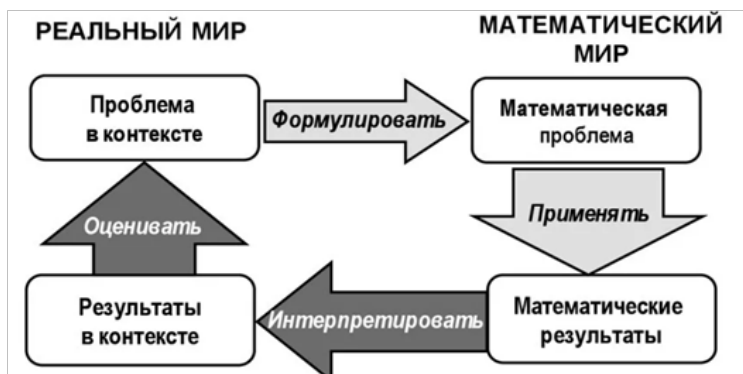 РЕАЛЬНЫЙ МИР
МАТЕМАТИЧЕСКИЙ
МИР
Проблема
в контексте
Формулировать
Математическая
проблема
Оценивать
Применять
Результаты
в контексте
Интерпретировать
Математические
результаты